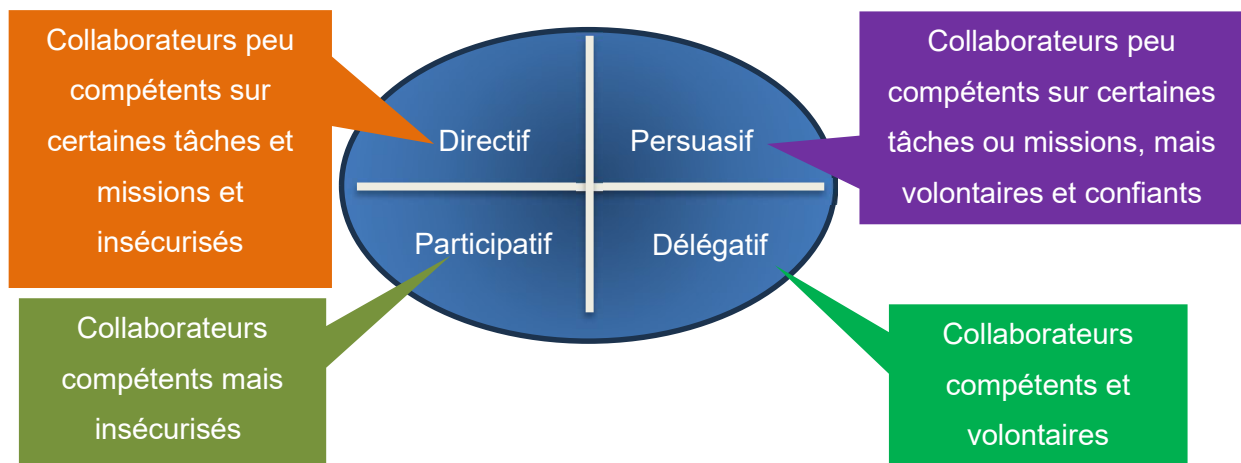 Collaborateurs peu
compétents sur
certaines tâches et
missions et
insécurisés
Directif
Persuasif
Collaborateurs peu
compétents sur certaines
tâches ou missions, mais
volontaires et confiants
Participatif
Délégatif
Collaborateurs
compétents mais
insécurisés
Collaborateurs
compétents et
volontaires